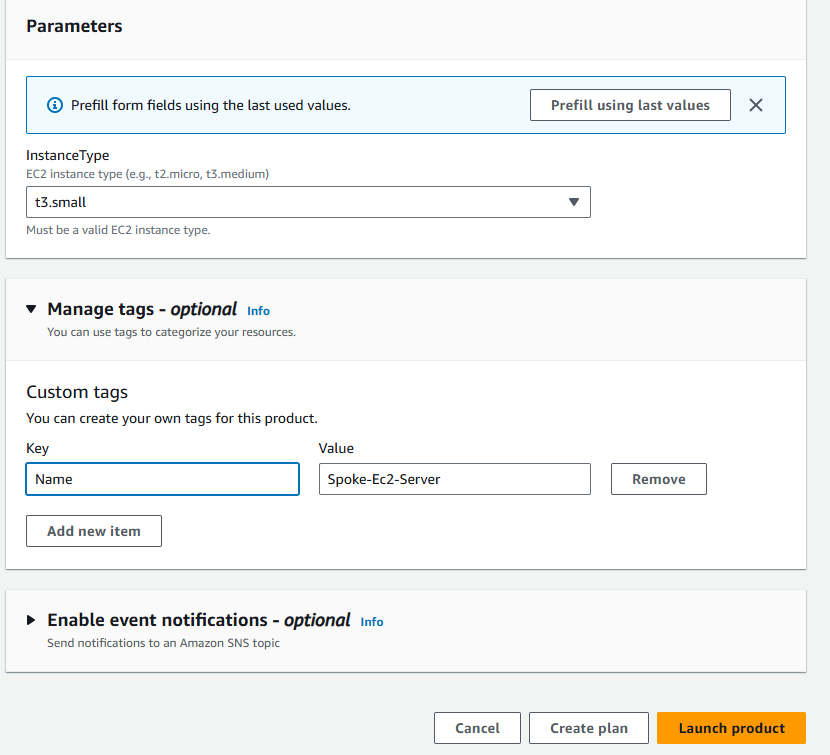 Parameters
Prefill form fields using the last used values.
Prefill using last values
InstanceType
EC2 instance type (e.g., t2.micro, t3.medium)
t3.small
Must be a valid EC2 instance type.
Manage tags - optional Info
You can use tags to categorize your resources.
Custom tags
You can create your own tags for this product.
Key Value
Name Spoke-Ec2-Server Remove
Add new item
Enable event notifications - optional Info
Send notifications to an Amazon SNS topic
Cancel Create plan Launch product